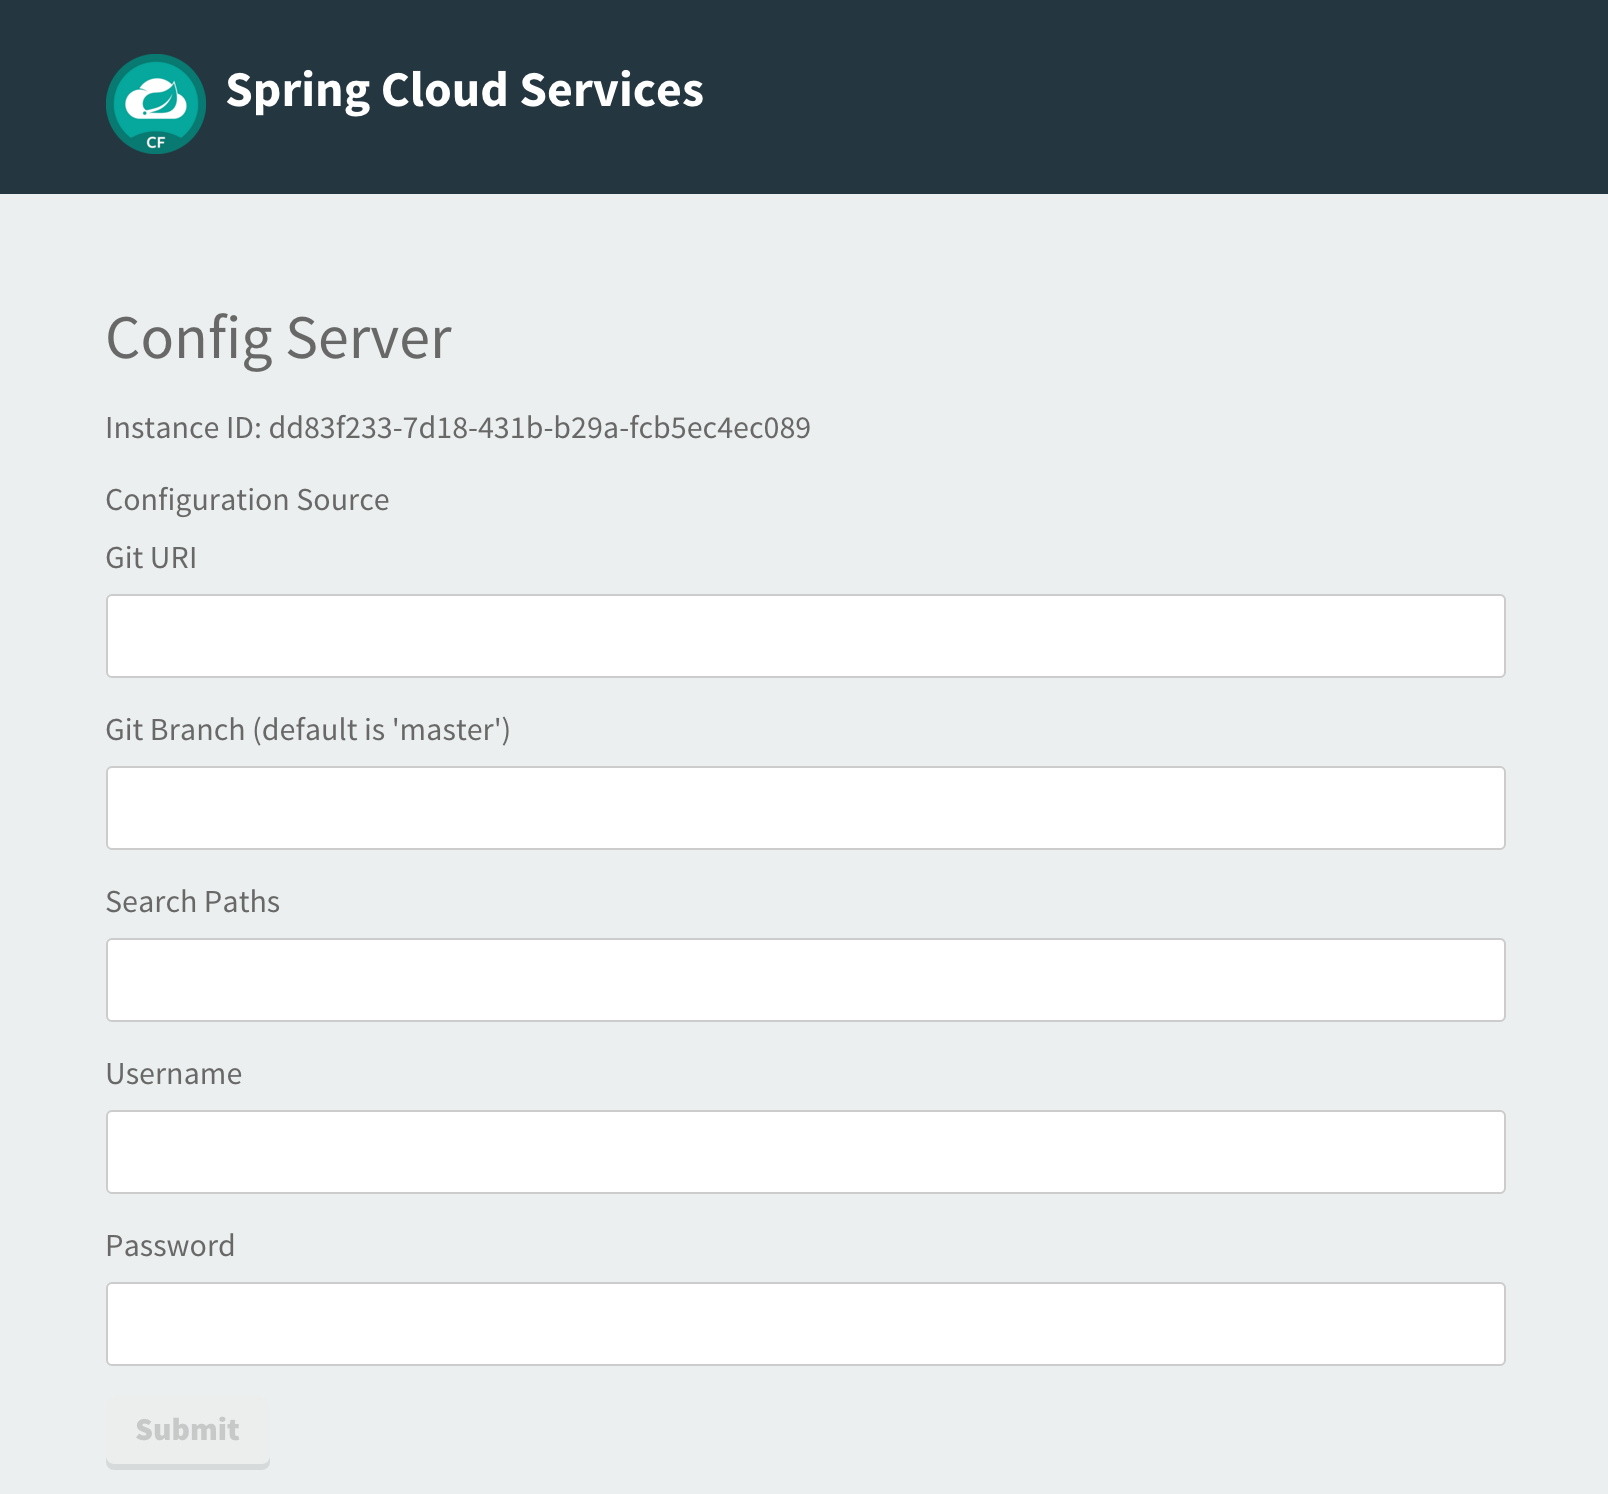 CF
Spring Cloud Services
Config Server
Instance ID: dd83f233-7d18-431b-b29a-fcb5ec4ec089
Configuration Source
Git URI
Git Branch (default is 'master')
Search Paths
Username
Password
Submit